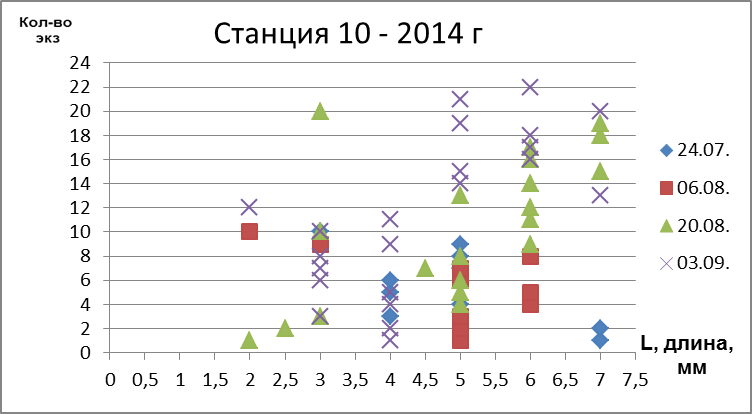 Кол-во
экз
Станция 10 - 2014 г
24
22
20
18
16
14
12
10
8
6
4
2
0
0 0,5 1 1,5 2 2,5 3 3,5 4 4,5 5 5,5 6 6,5 7 7,5
L, длина,
мм
24.07.
06.08.
20.08.
03.09.